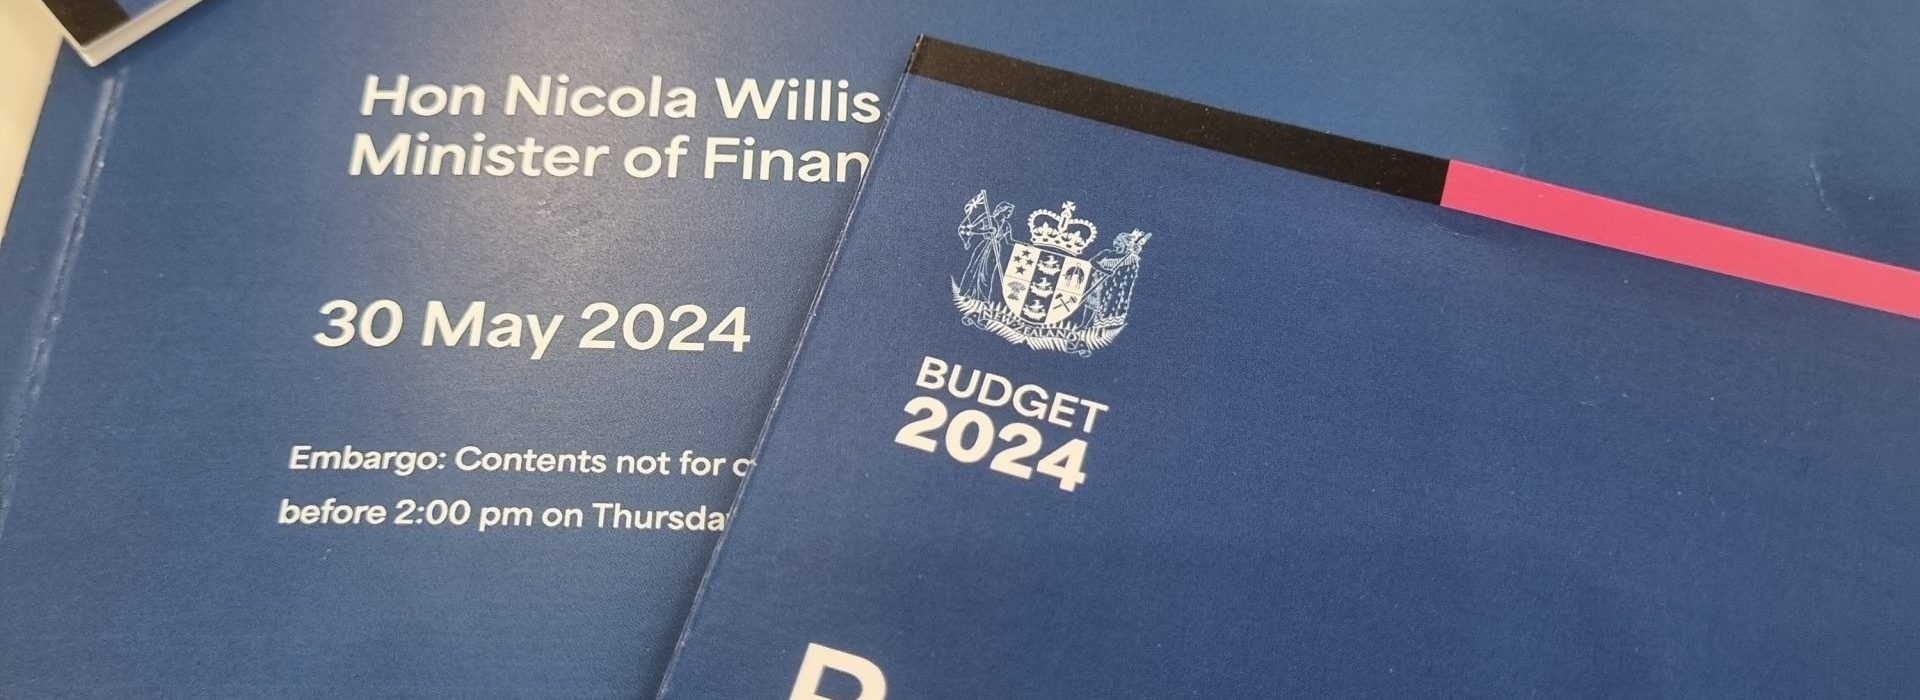 Hon Nicola Willis
Minister of Finan
30 May 2024
Embargo: Contents not for
before 2:00 pm on Thursda
NEW ZEALAND
BUDGET
2024